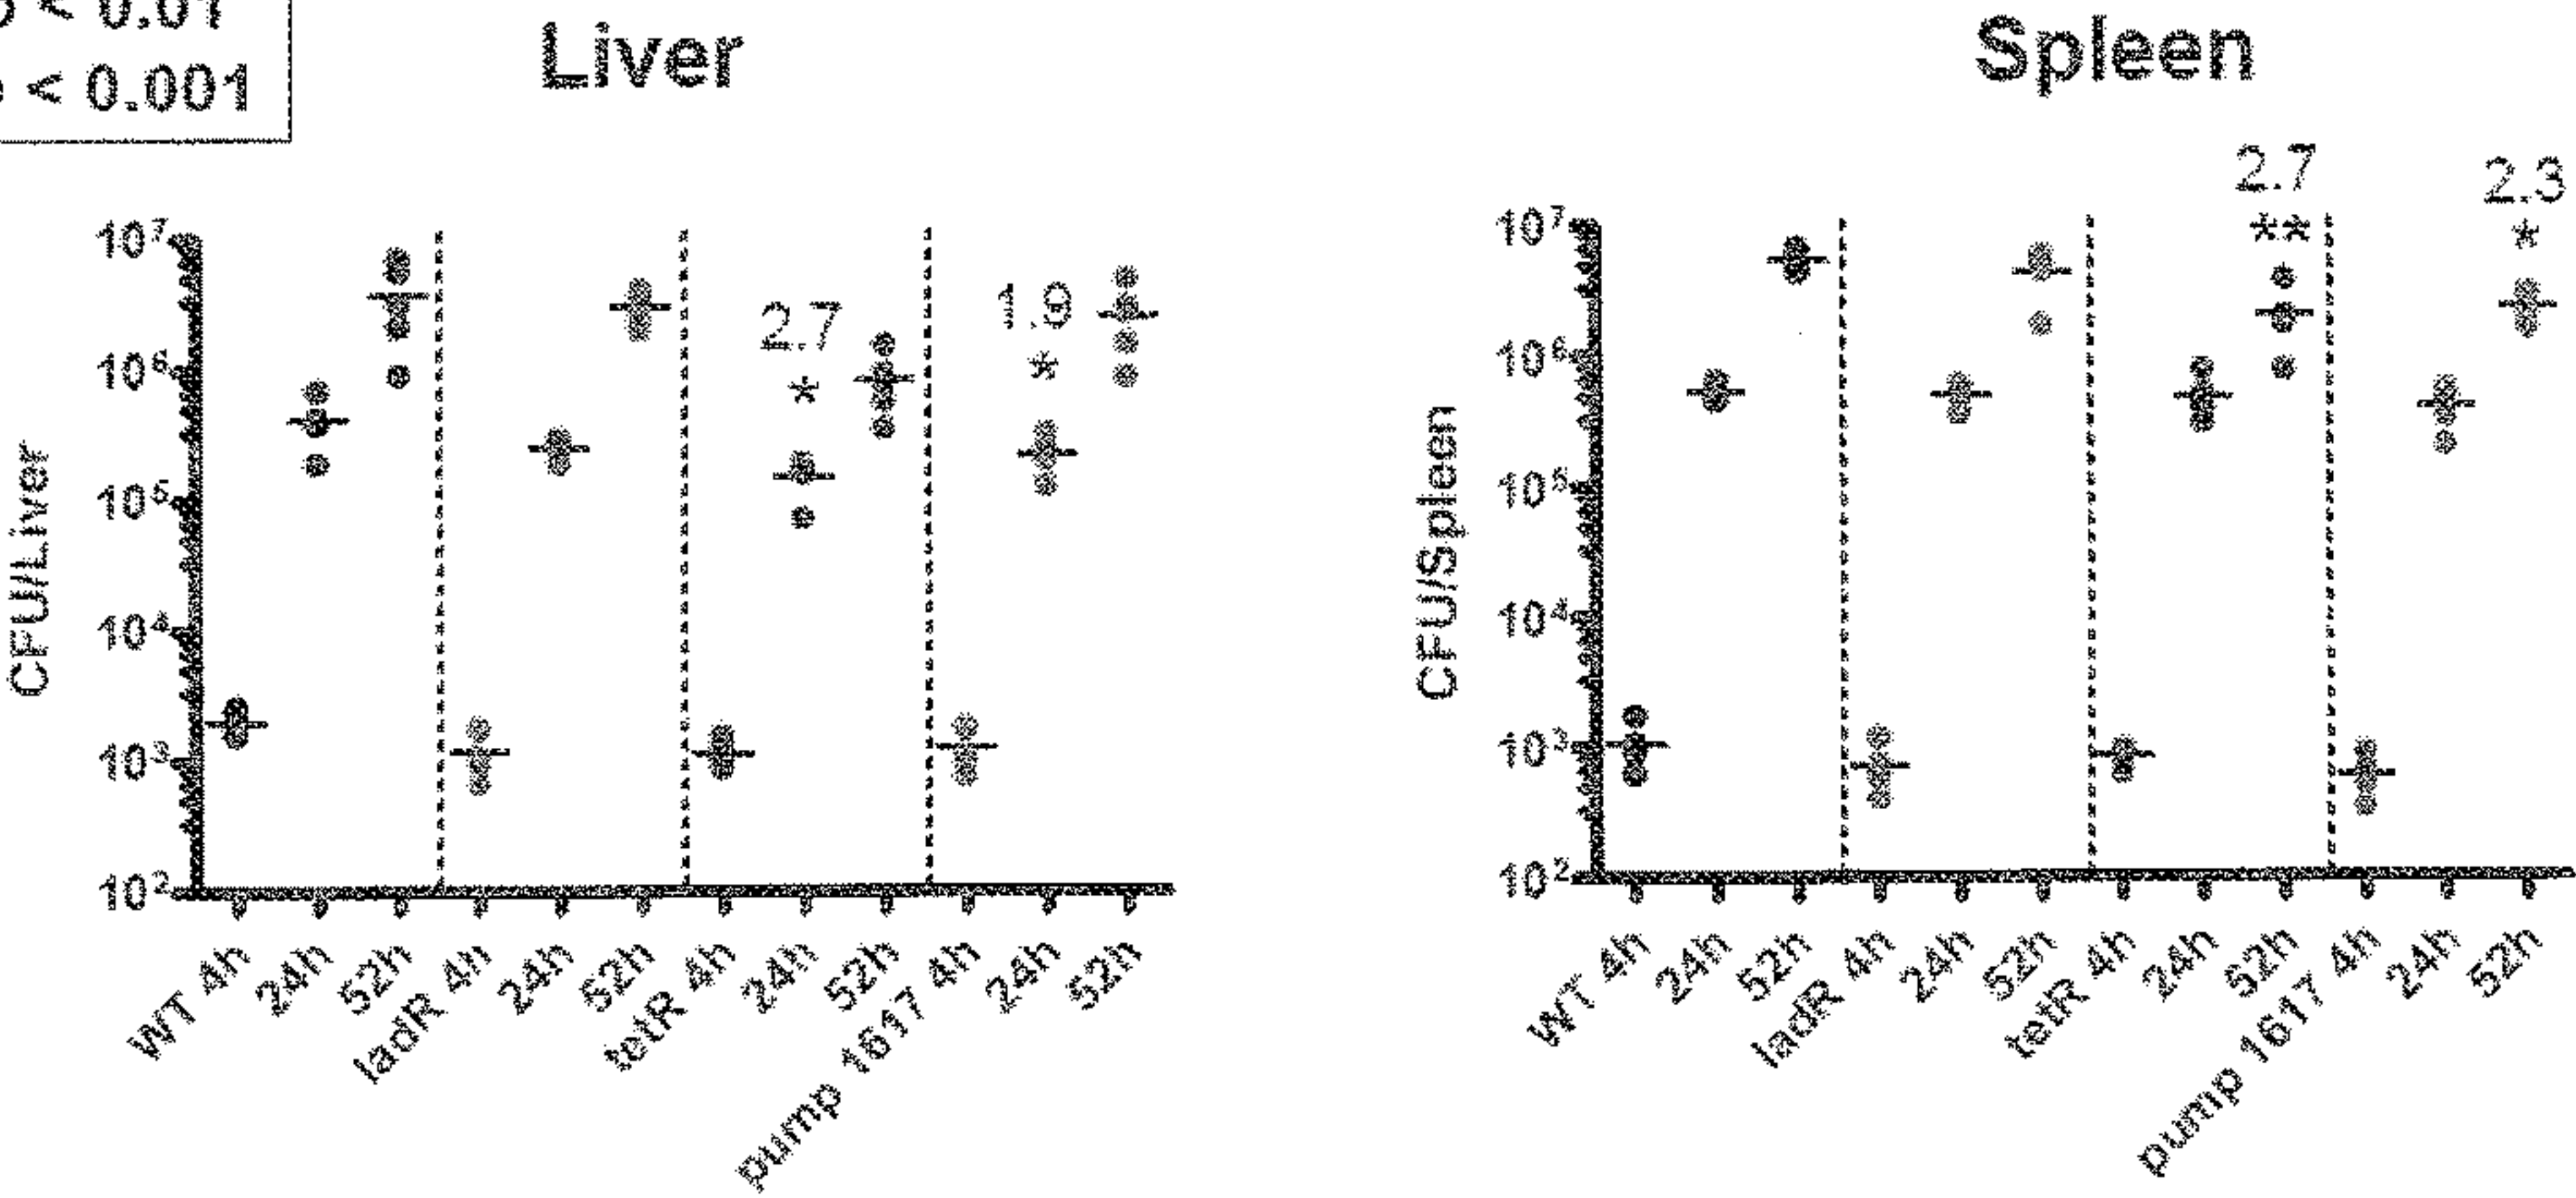 < 0.01
< 0.001
Liver
Spleen
2.7
2.3
**
*
10⁷
10⁷
1.9
2.7
*
*
10⁶
10⁶
10⁵
10⁵
CFU/Liver
CFU/Spleen
10⁴
10⁴
10³
10³
10²
10²
WT 4h
24h
52h
ladR 4h
24h
52h
tetR 4h
24h
52h
pump 1617 4h
24h
52h
WT 4h
24h
52h
ladR 4h
24h
52h
tetR 4h
24h
52h
pump 1617 4h
24h
52h